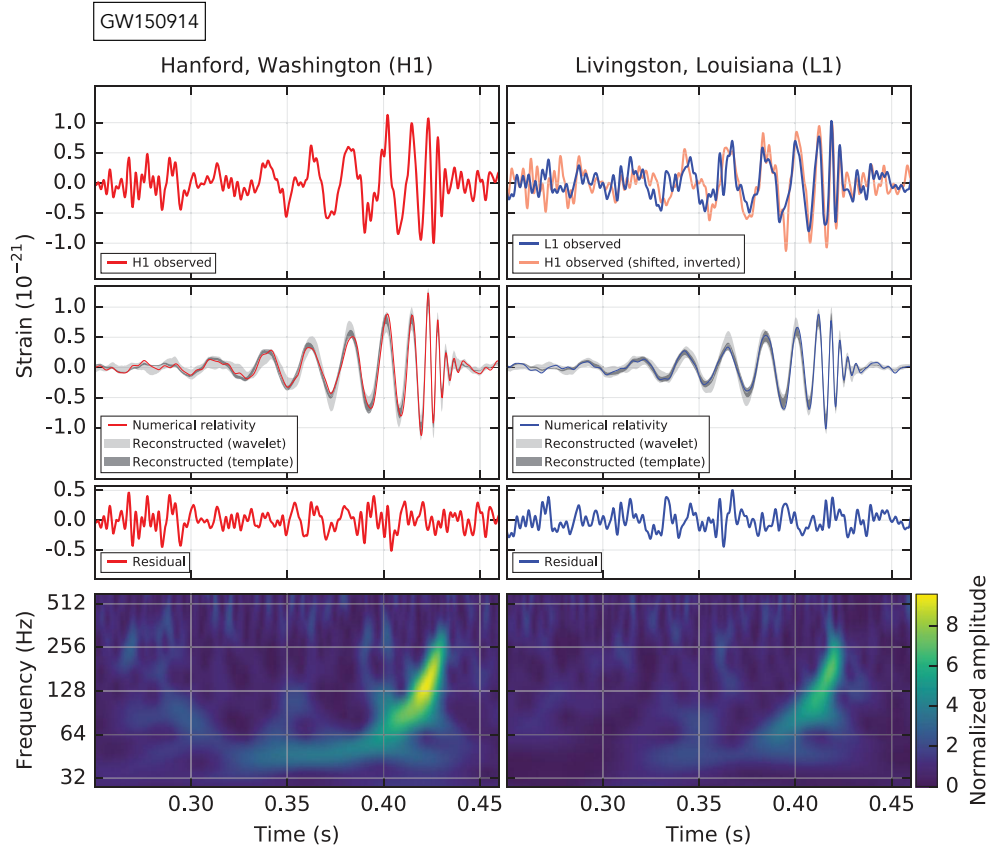 GW150914
Hanford, Washington (H1)
Livingston, Louisiana (L1)
Strain (10⁻²¹)
1.0
0.5
0.0
-0.5
-1.0
H1 observed
L1 observed
H1 observed (shifted, inverted)
1.0
0.5
0.0
-0.5
-1.0
Numerical relativity
Reconstructed (wavelet)
Reconstructed (template)
Numerical relativity
Reconstructed (wavelet)
Reconstructed (template)
0.5
0.0
-0.5
Residual
Residual
Frequency (Hz)
512
256
128
64
32
0.30 0.35 0.40 0.45
Time (s)
0.30 0.35 0.40 0.45
Time (s)
8
6
4
2
0
Normalized amplitude